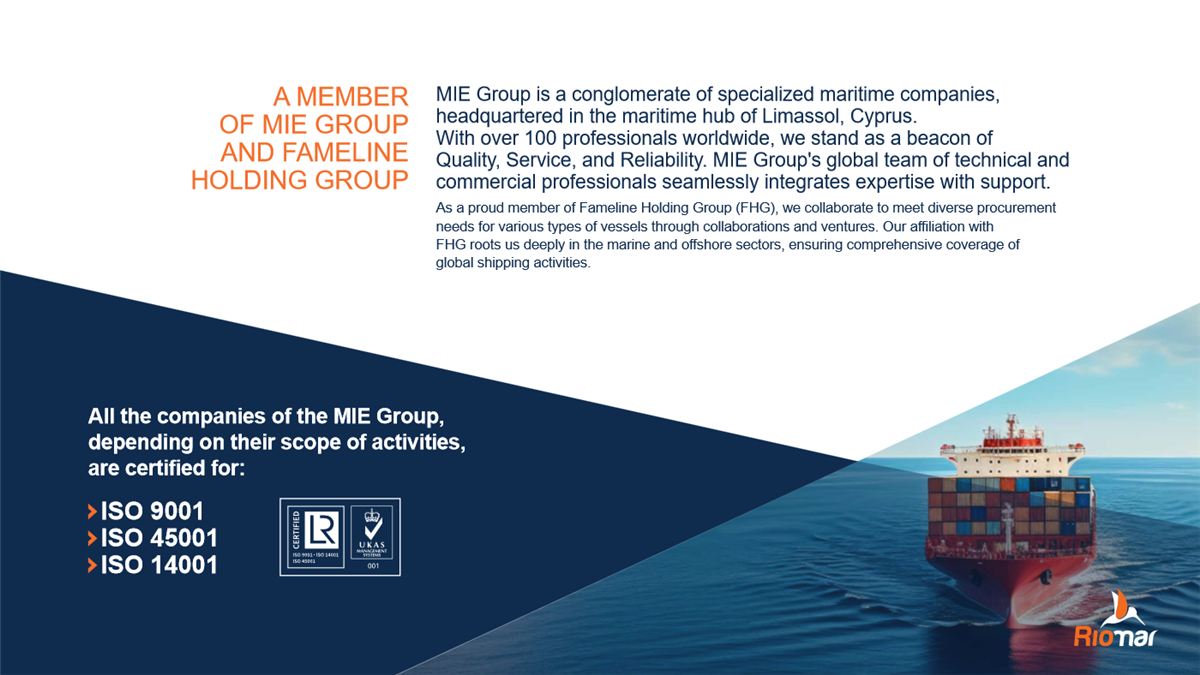 A MEMBER
OF MIE GROUP
AND FAMELINE
HOLDING GROUP
MIE Group is a conglomerate of specialized maritime companies,
headquartered in the maritime hub of Limassol, Cyprus.
With over 100 professionals worldwide, we stand as a beacon of
Quality, Service, and Reliability. MIE Group's global team of technical and
commercial professionals seamlessly integrates expertise with support.
As a proud member of Fameline Holding Group (FHG), we collaborate to meet diverse procurement
needs for various types of vessels through collaborations and ventures. Our affiliation with
FHG roots us deeply in the marine and offshore sectors, ensuring comprehensive coverage of
global shipping activities.
All the companies of the MIE Group,
depending on their scope of activities,
are certified for:
ISO 9001
ISO 45001
ISO 14001
CERTIFIED
LR
ISO 9001 • ISO 14001
ISO 45001
UKAS
MANAGEMENT
SYSTEMS
001
Riomar